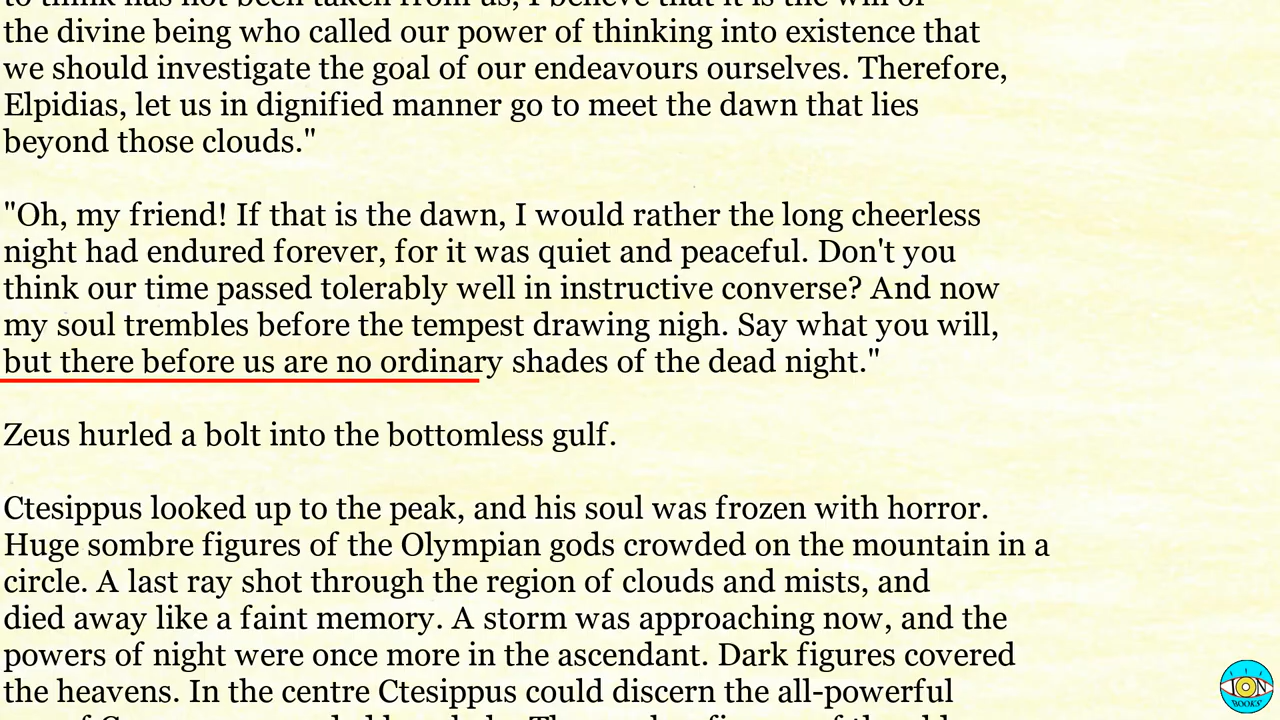 the divine being who called our power of thinking into existence that
we should investigate the goal of our endeavours ourselves. Therefore,
Elpidias, let us in dignified manner go to meet the dawn that lies
beyond those clouds."
"Oh, my friend! If that is the dawn, I would rather the long cheerless
night had endured forever, for it was quiet and peaceful. Don't you
think our time passed tolerably well in instructive converse? And now
my soul trembles before the tempest drawing nigh. Say what you will,
but there before us are no ordinary shades of the dead night."
Zeus hurled a bolt into the bottomless gulf.
Ctesippus looked up to the peak, and his soul was frozen with horror.
Huge sombre figures of the Olympian gods crowded on the mountain in a
circle. A last ray shot through the region of clouds and mists, and
died away like a faint memory. A storm was approaching now, and the
powers of night were once more in the ascendant. Dark figures covered
the heavens. In the centre Ctesippus could discern the all-powerful
ION
BOOKS